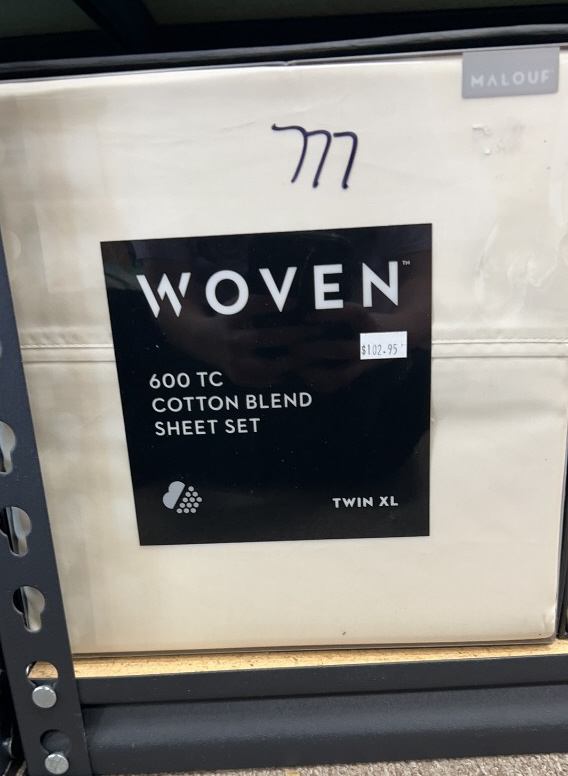 MALOUF
777
WOVEN™
$102.95
600 TC
COTTON BLEND
SHEET SET
TWIN XL